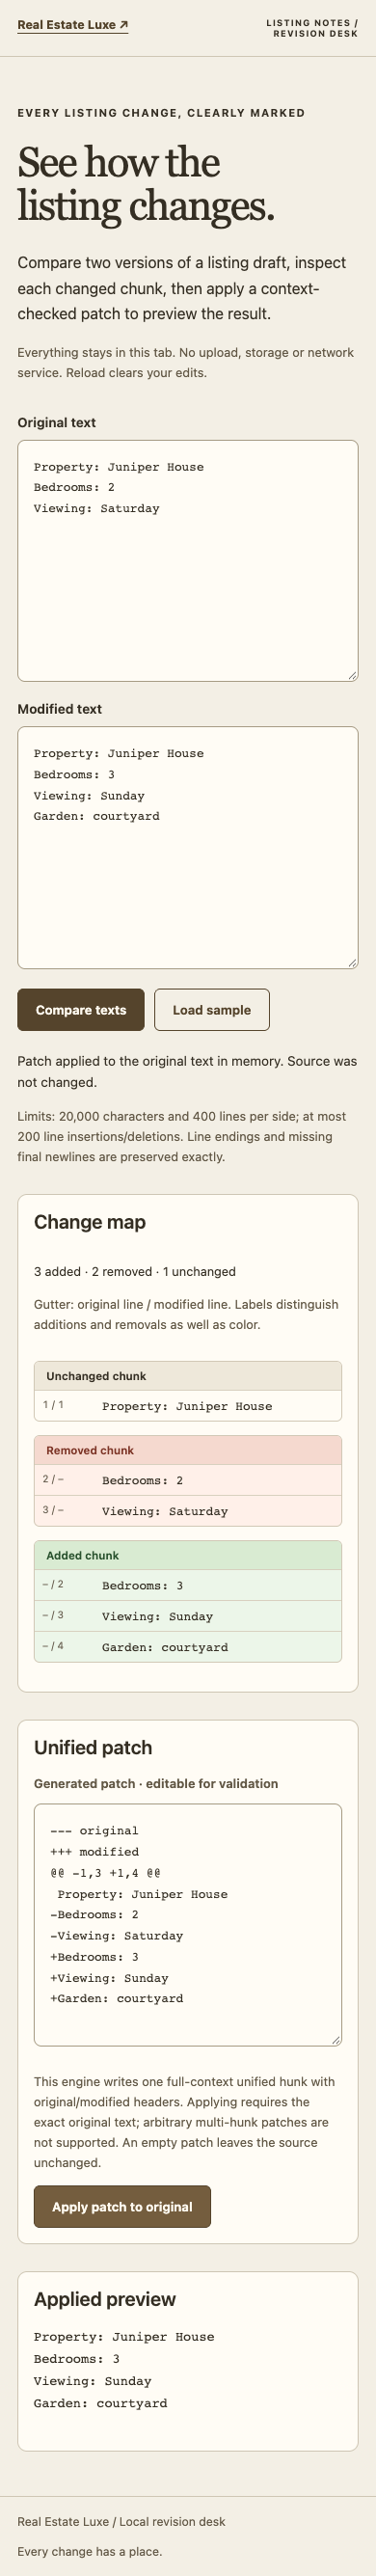 Real Estate Luxe ↗
LISTING NOTES /
REVISION DESK
EVERY LISTING CHANGE, CLEARLY MARKED
See how the
listing changes.
Compare two versions of a listing draft, inspect
each changed chunk, then apply a context-
checked patch to preview the result.
Everything stays in this tab. No upload, storage or network
service. Reload clears your edits.
Original text
Property: Juniper House
Bedrooms: 2
Viewing: Saturday
Modified text
Property: Juniper House
Bedrooms: 3
Viewing: Sunday
Garden: courtyard
Compare texts
Load sample
Patch applied to the original text in memory. Source was
not changed.
Limits: 20,000 characters and 400 lines per side; at most
200 line insertions/deletions. Line endings and missing
final newlines are preserved exactly.
Change map
3 added · 2 removed · 1 unchanged
Gutter: original line / modified line. Labels distinguish
additions and removals as well as color.
Unchanged chunk
1 / 1 Property: Juniper House
Removed chunk
2 / – Bedrooms: 2
3 / – Viewing: Saturday
Added chunk
– / 2 Bedrooms: 3
– / 3 Viewing: Sunday
– / 4 Garden: courtyard
Unified patch
Generated patch · editable for validation
--- original
+++ modified
@@ -1,3 +1,4 @@
 Property: Juniper House
-Bedrooms: 2
-Viewing: Saturday
+Bedrooms: 3
+Viewing: Sunday
+Garden: courtyard
This engine writes one full-context unified hunk with
original/modified headers. Applying requires the
exact original text; arbitrary multi-hunk patches are
not supported. An empty patch leaves the source
unchanged.
Apply patch to original
Applied preview
Property: Juniper House
Bedrooms: 3
Viewing: Sunday
Garden: courtyard
Real Estate Luxe / Local revision desk
Every change has a place.